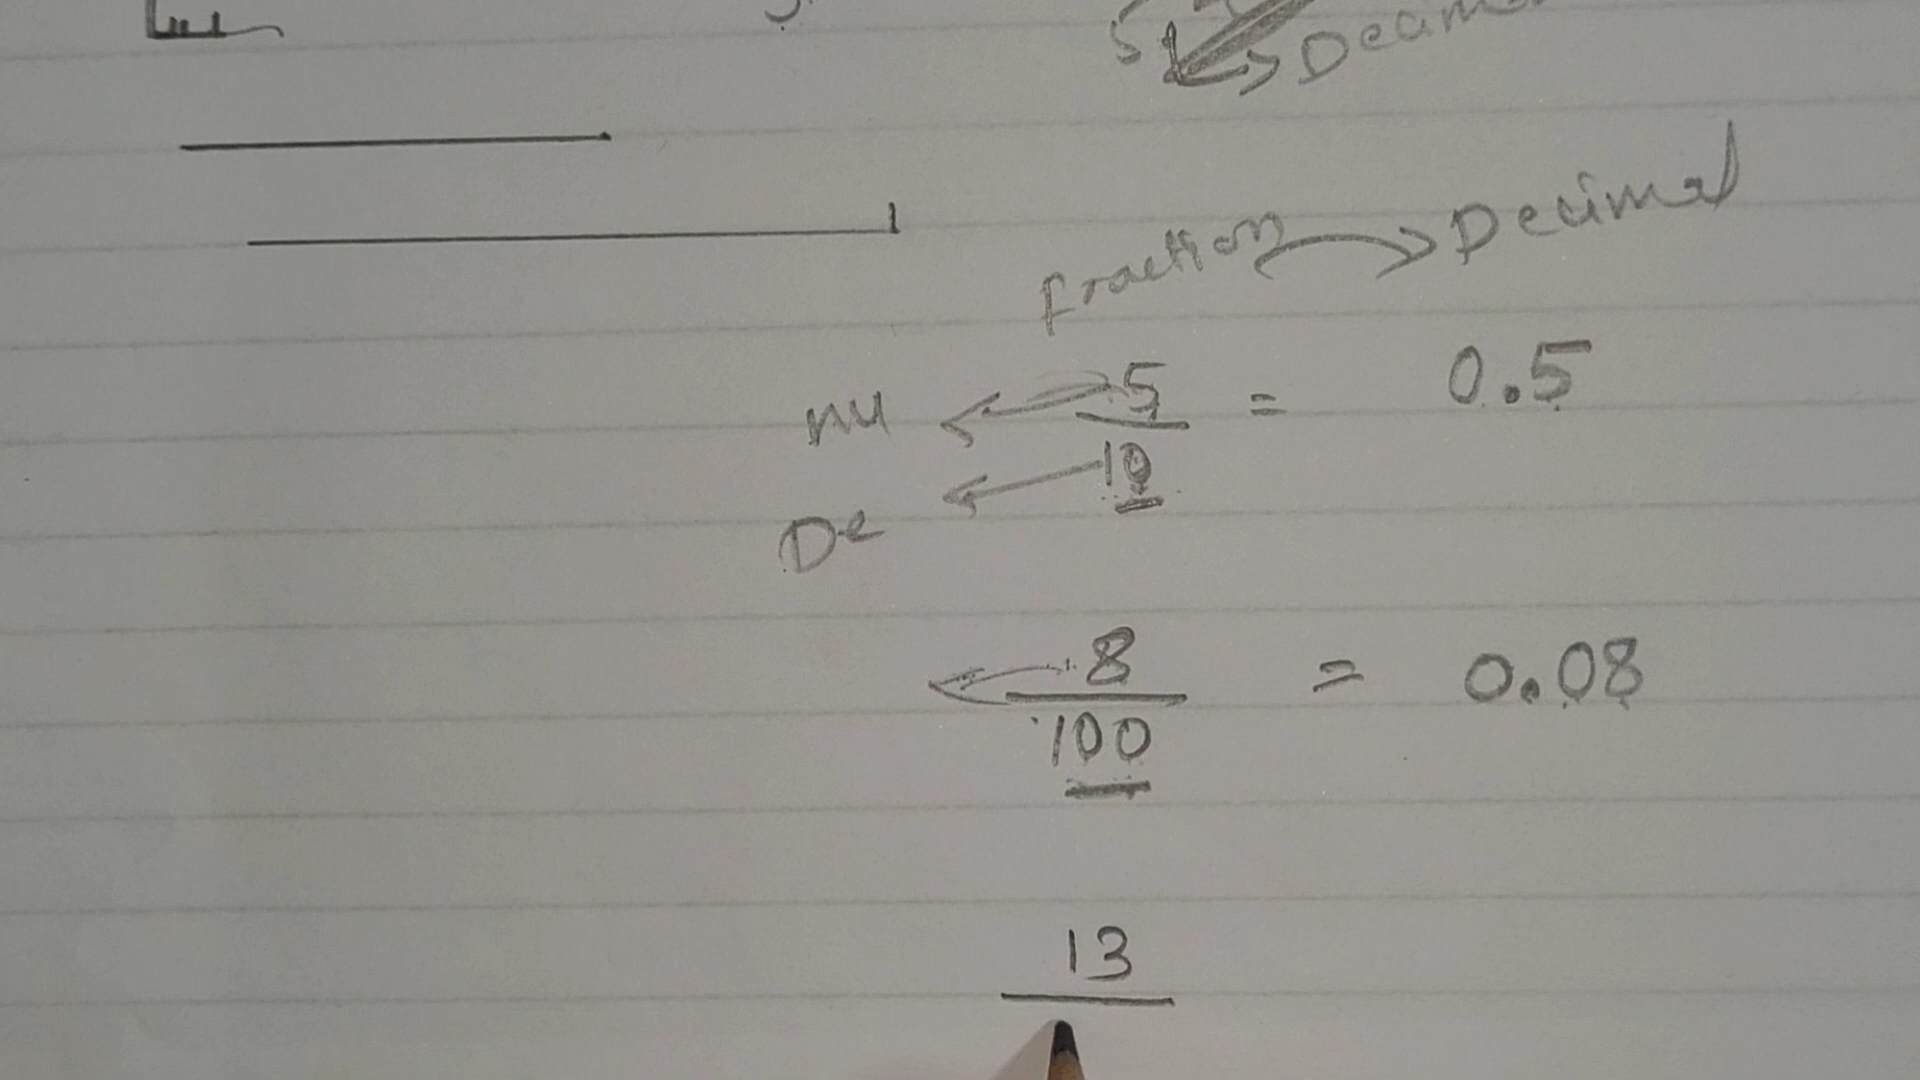 Decimal
fraction → Decimal
nu ← 5/10 = 0.5
De ←
8/100 = 0.08
13